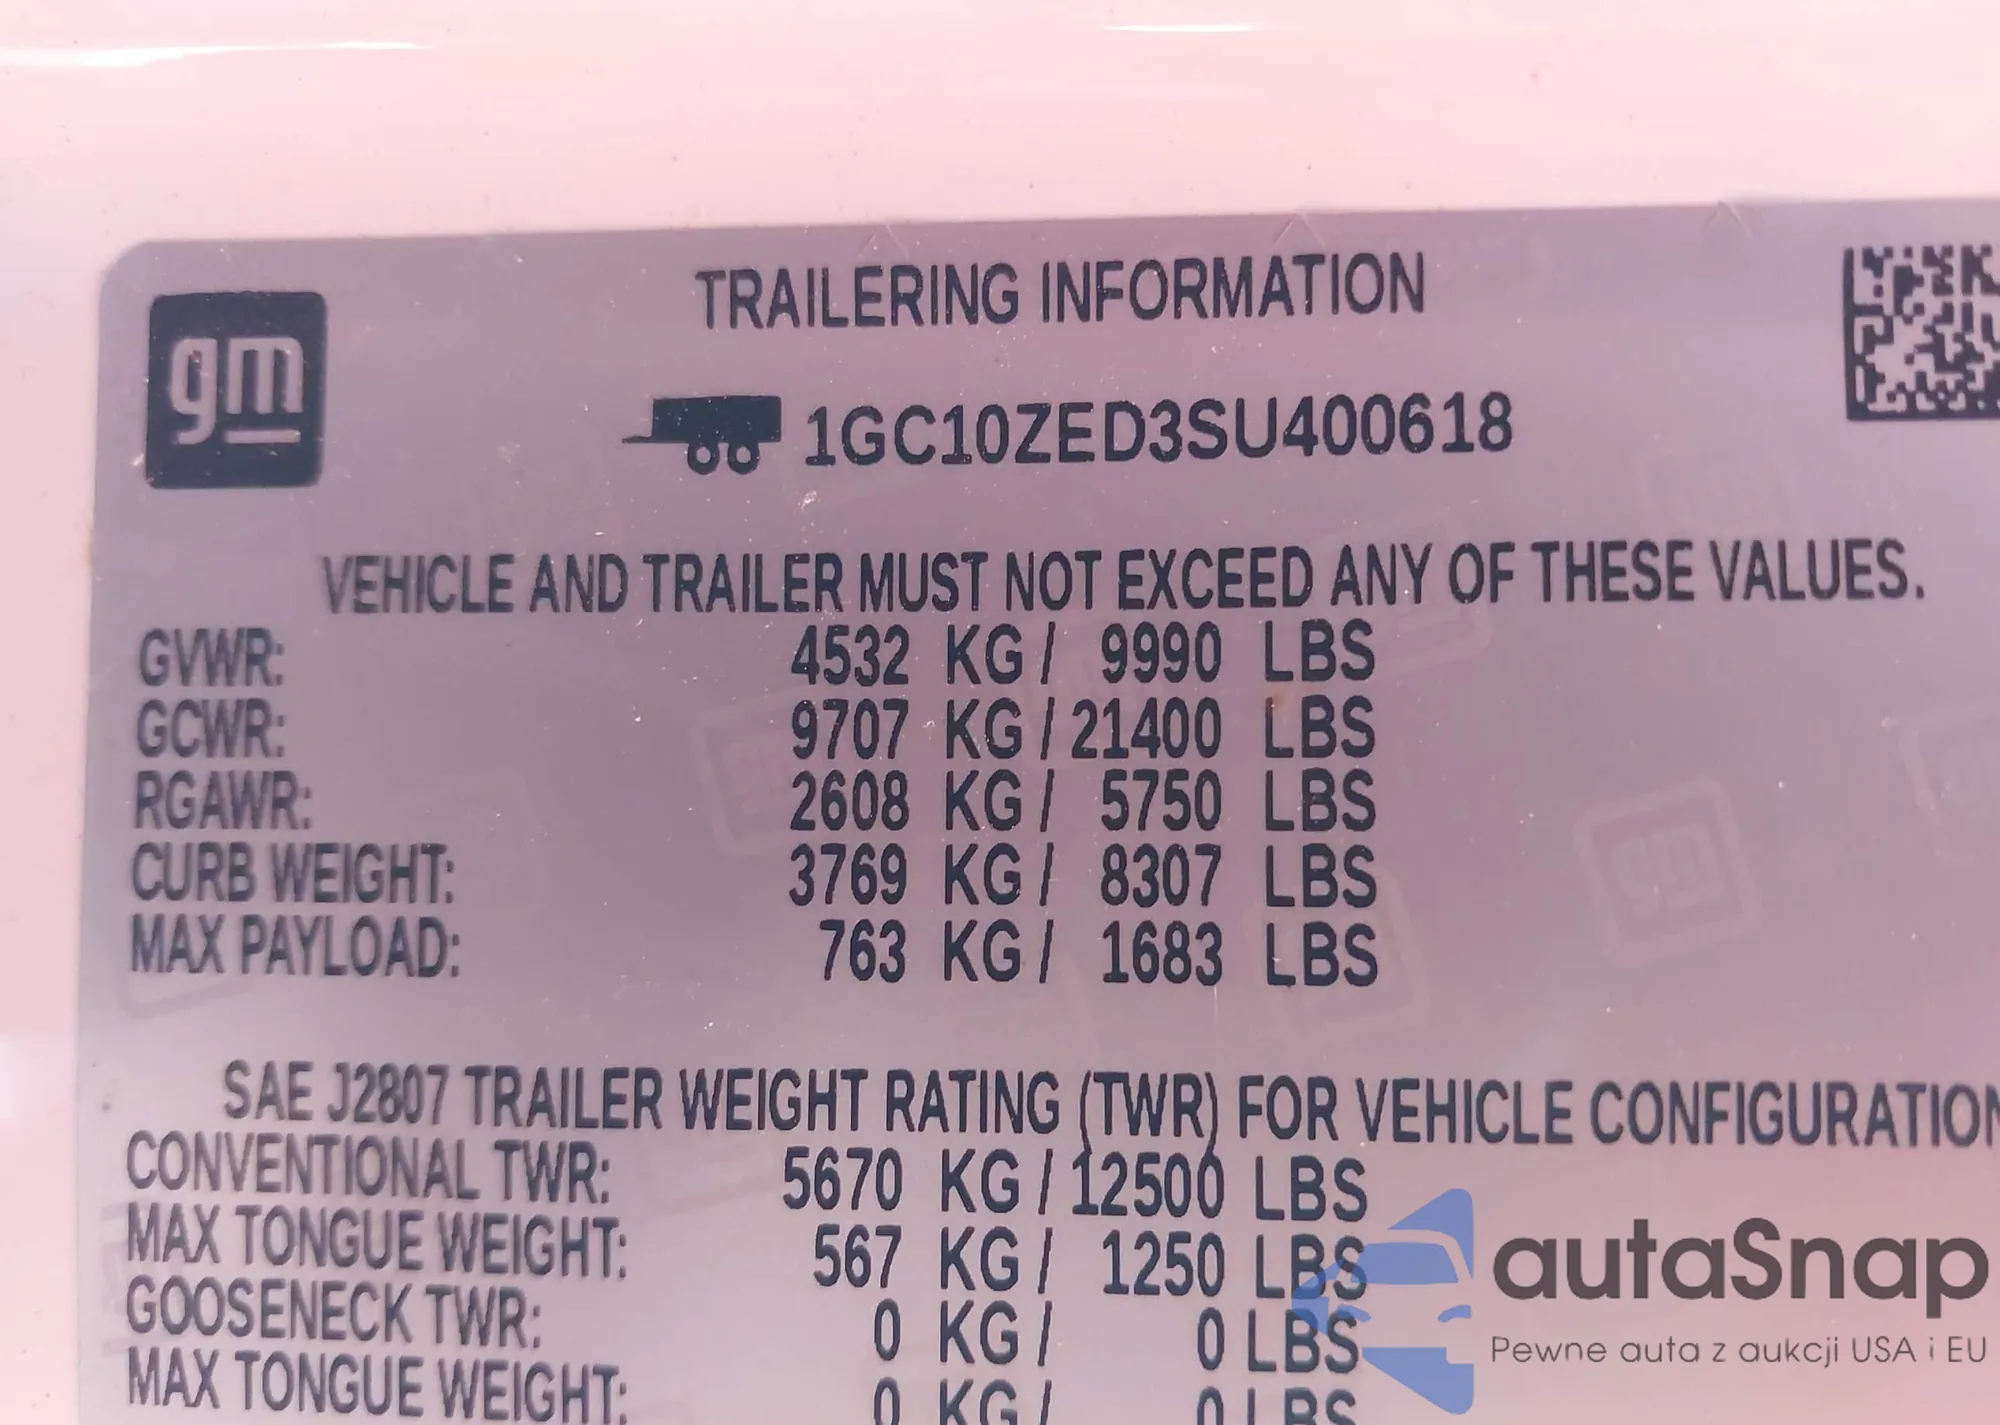 gm
TRAILERING INFORMATION
1GC10ZED3SU400618
VEHICLE AND TRAILER MUST NOT EXCEED ANY OF THESE VALUES.
GVWR: 4532 KG / 9990 LBS
GCWR: 9707 KG / 21400 LBS
RGAWR: 2608 KG / 5750 LBS
CURB WEIGHT: 3769 KG / 8307 LBS
MAX PAYLOAD: 763 KG / 1683 LBS
SAE J2807 TRAILER WEIGHT RATING (TWR) FOR VEHICLE CONFIGURATION
CONVENTIONAL TWR: 5670 KG / 12500 LBS
MAX TONGUE WEIGHT: 567 KG / 1250 LBS
GOOSENECK TWR: 0 KG / 0 LBS
MAX TONGUE WEIGHT: 0 KG / 0 LBS
autaSnap
Pewne auta z aukcji USA i EU